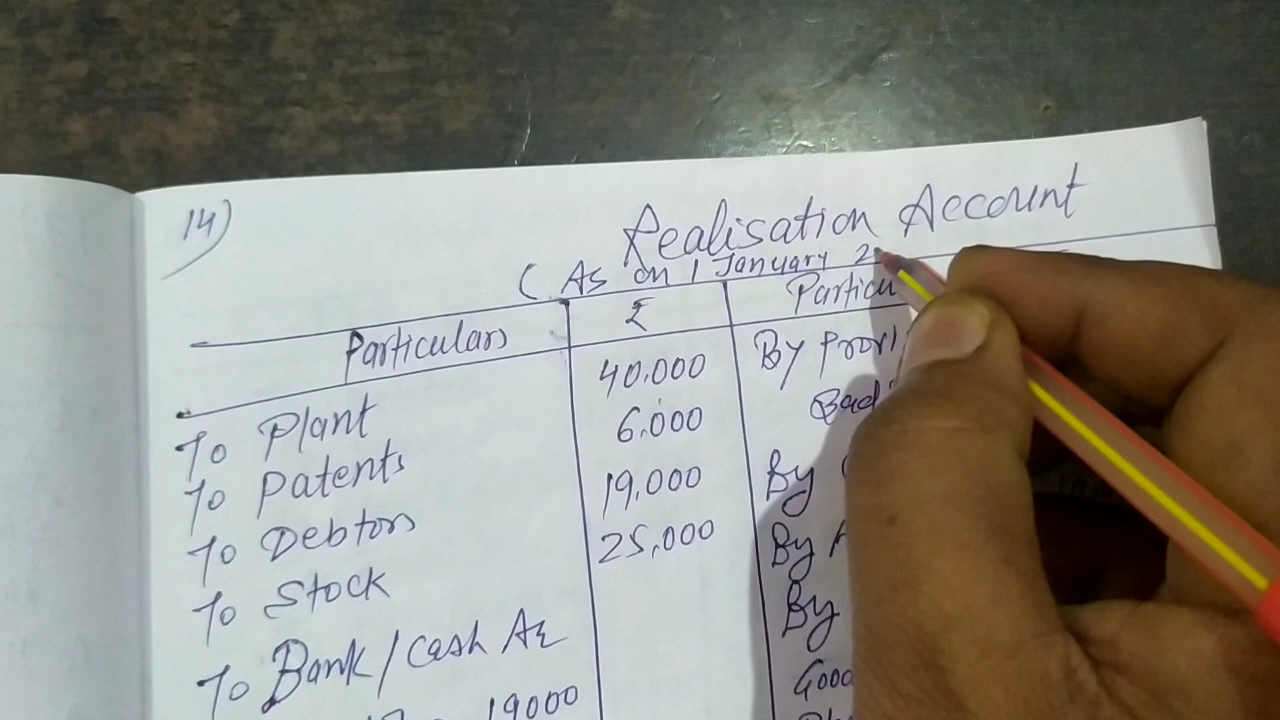 14)
Realisation Account
( As on 1 January 2
Particulars ₹ Particu
To Plant 40,000 By Provi
To Patents 6,000 Bad
To Debtors 19,000 By
To Stock 25,000 By
To Bank/Cash A/c By
19000 Good